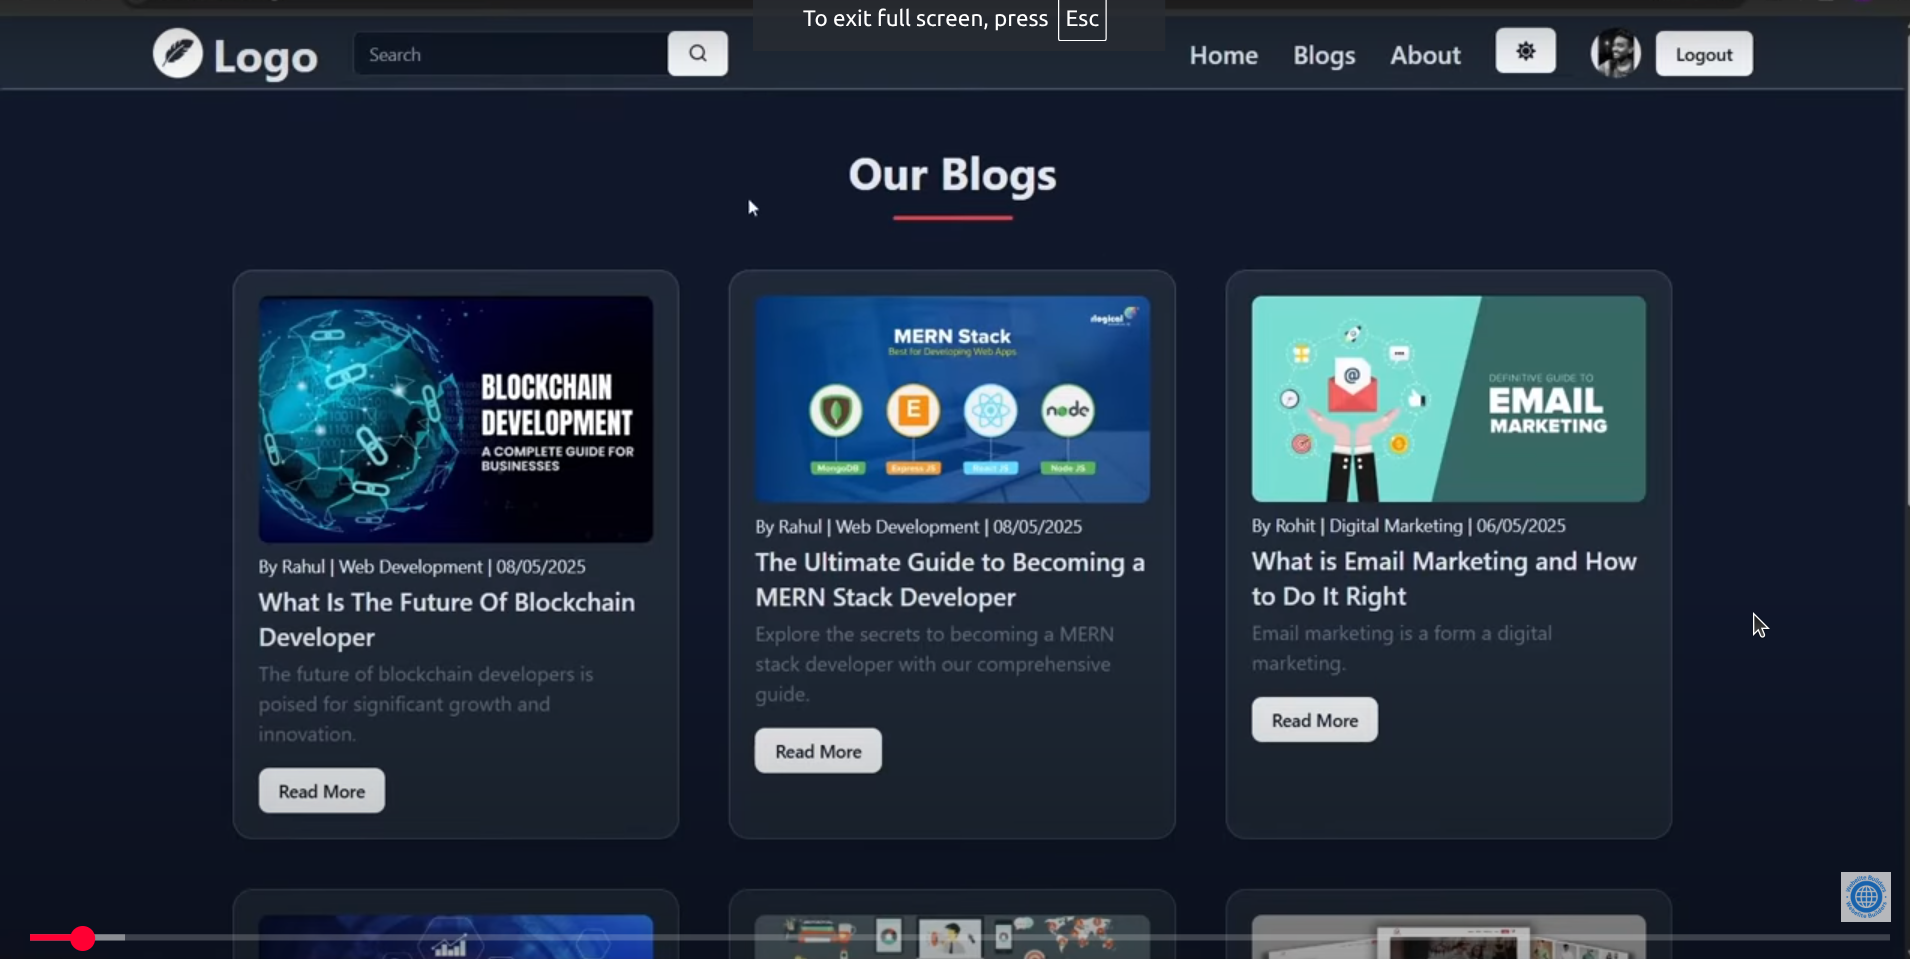 To exit full screen, press Esc
Logo
Search
Home
Blogs
About
Logout
Our Blogs
BLOCKCHAIN
DEVELOPMENT
A COMPLETE GUIDE FOR
BUSINESSES
By Rahul | Web Development | 08/05/2025
What Is The Future Of Blockchain
Developer
The future of blockchain developers is
poised for significant growth and
innovation.
Read More
rlogical
MERN Stack
Best for Developing Web Apps
E
node
MongoDB
Express JS
React JS
Node JS
By Rahul | Web Development | 08/05/2025
The Ultimate Guide to Becoming a
MERN Stack Developer
Explore the secrets to becoming a MERN
stack developer with our comprehensive
guide.
Read More
@
DEFINITIVE GUIDE TO
EMAIL
MARKETING
By Rohit | Digital Marketing | 06/05/2025
What is Email Marketing and How
to Do It Right
Email marketing is a form a digital
marketing.
Read More